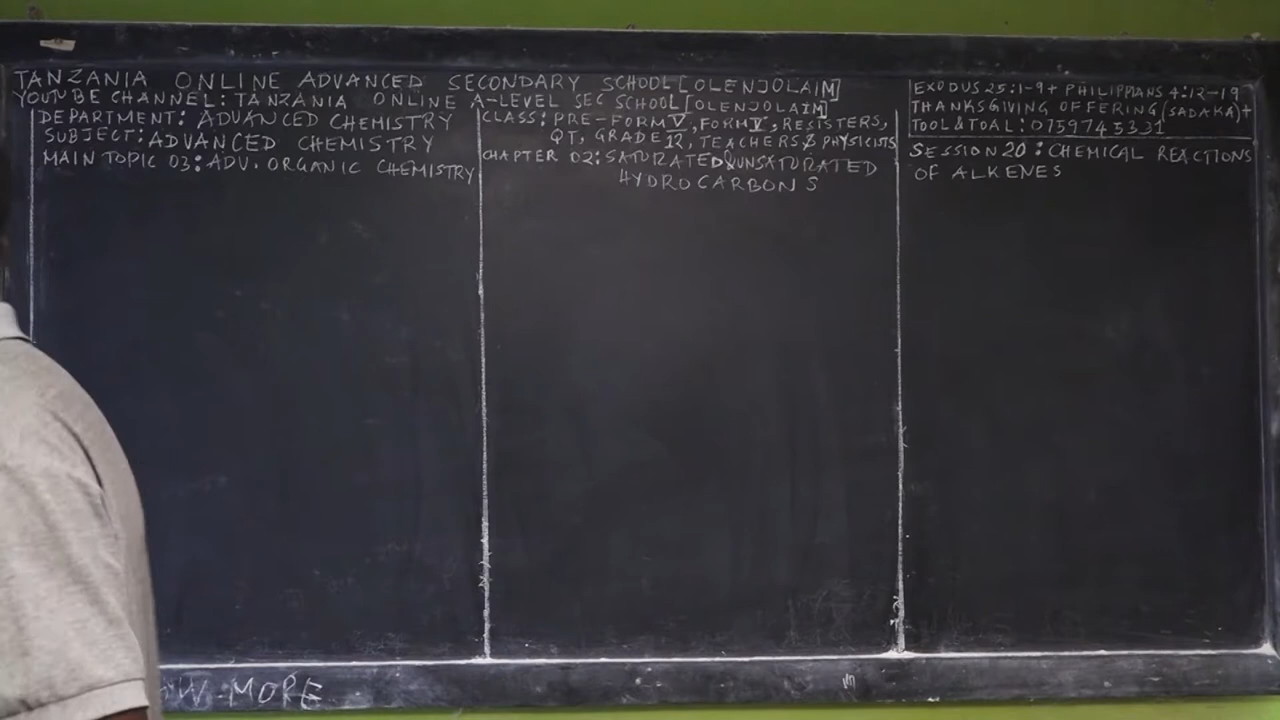 TANZANIA ONLINE ADVANCED SECONDARY SCHOOL [OLENJOLAIM]
YOUTUBE CHANNEL: TANZANIA ONLINE A-LEVEL SEC SCHOOL [OLENJOLAIM]
DEPARTMENT: ADVANCED CHEMISTRY
SUBJECT: ADVANCED CHEMISTRY
MAIN TOPIC 03: ADV. ORGANIC CHEMISTRY
CLASS: PRE-FORM V, FORM V, RESISTERS,
QT, GRADE 12, TEACHERS & PHYSICISTS
CHAPTER 02: SATURATED & UNSATURATED
HYDROCARBONS
EXODUS 25:1-9 + PHILIPPIANS 4:12-19
THANKSGIVING OFFERING (SADAKA) +
TOOL & TOAL: 0759745331
SESSION 20: CHEMICAL REACTIONS
OF ALKENES
W MORE